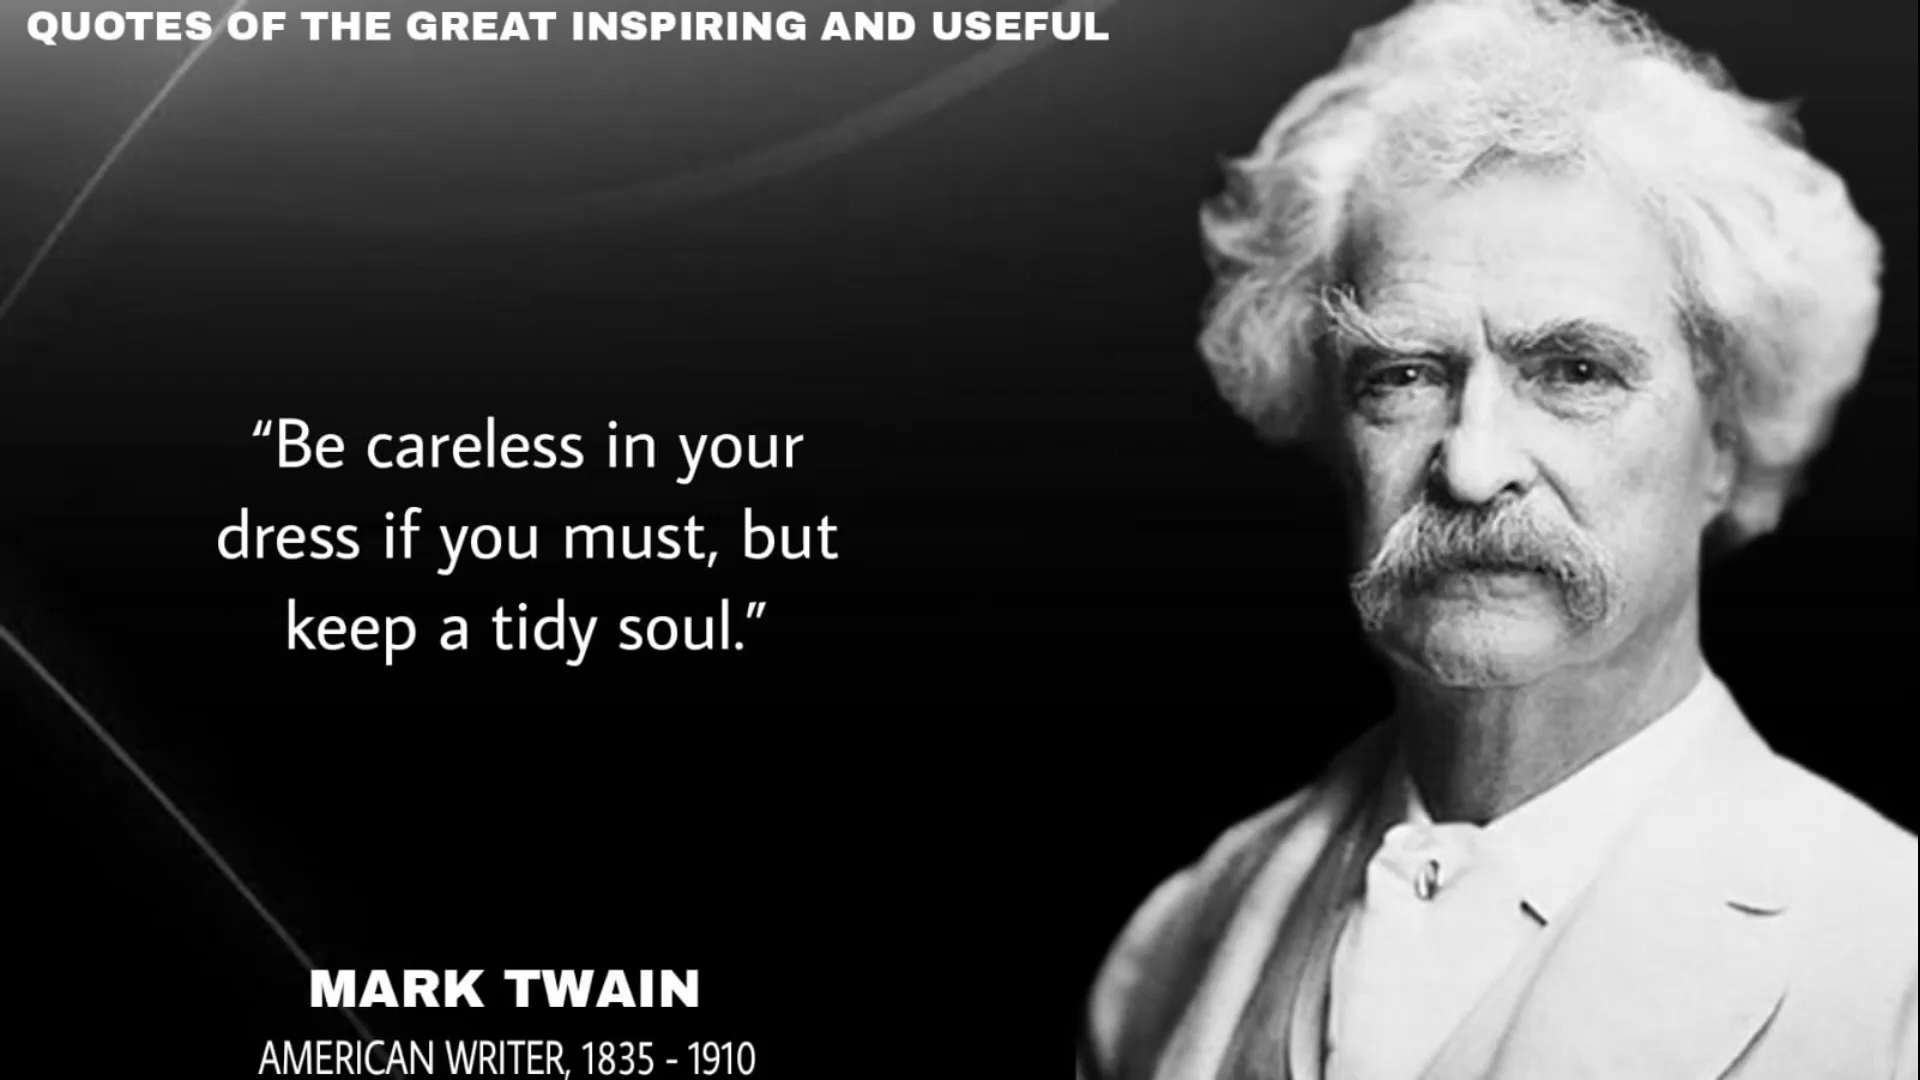 QUOTES OF THE GREAT INSPIRING AND USEFUL
“Be careless in your
dress if you must, but
keep a tidy soul.”
MARK TWAIN
AMERICAN WRITER, 1835 - 1910